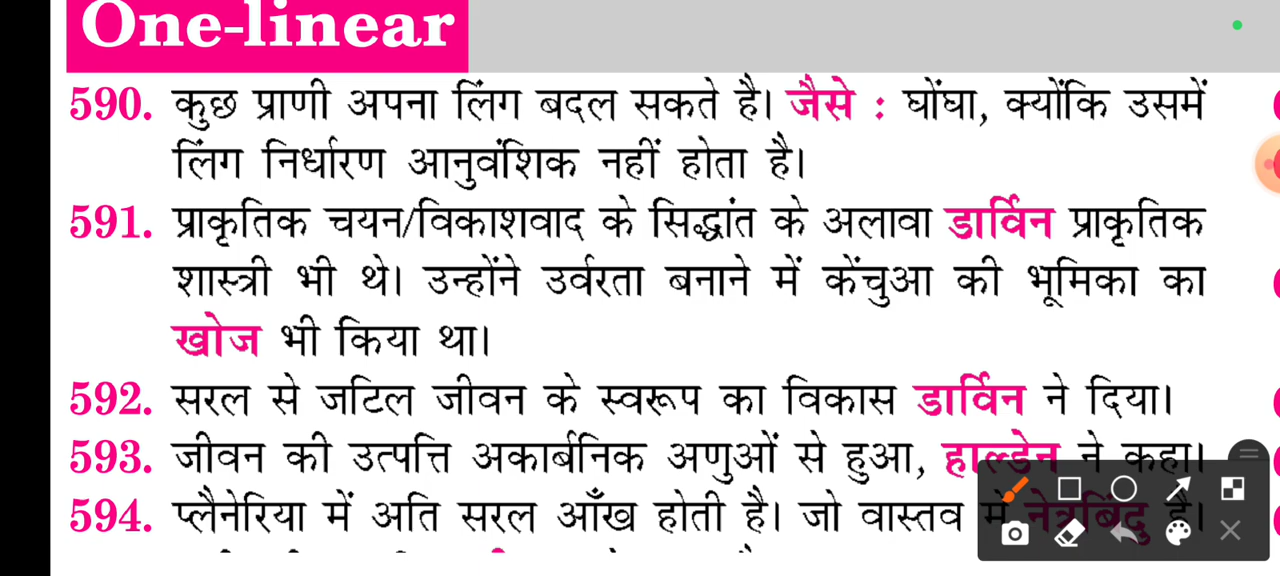 One-linear
590. कुछ प्राणी अपना लिंग बदल सकते है। जैसे : घोंघा, क्योंकि उसमें
लिंग निर्धारण आनुवंशिक नहीं होता है।
591. प्राकृतिक चयन/विकाशवाद के सिद्धांत के अलावा डार्विन प्राकृतिक
शास्त्री भी थे। उन्होंने उर्वरता बनाने में केंचुआ की भूमिका का
खोज भी किया था।
592. सरल से जटिल जीवन के स्वरूप का विकास डार्विन ने दिया।
593. जीवन की उत्पत्ति अकार्बनिक अणुओं से हुआ, हाल्डेन ने कहा।
594. प्लैनेरिया में अति सरल आँख होती है। जो वास्तव में नेत्रबिंदु है।